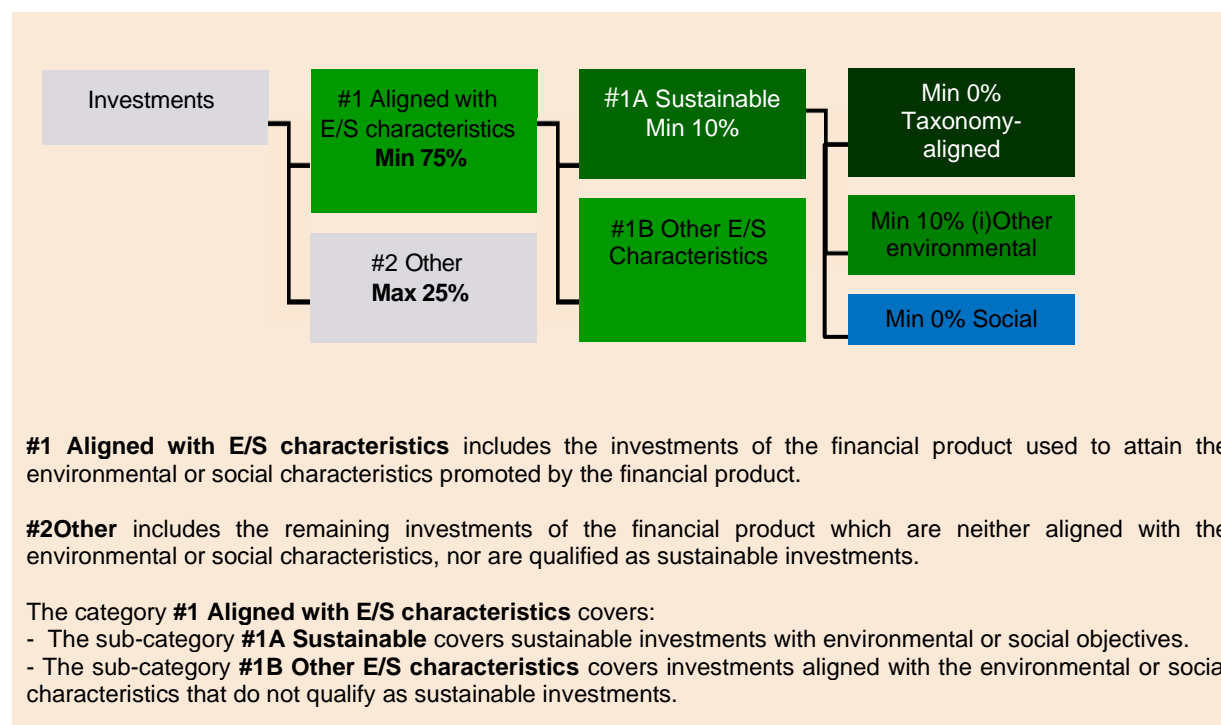 Investments
#1 Aligned with
E/S characteristics
Min 75%
#2 Other
Max 25%
#1A Sustainable
Min 10%
#1B Other E/S
Characteristics
Min 0%
Taxonomy-
aligned
Min 10% (i)Other
environmental
Min 0% Social
#1 Aligned with E/S characteristics includes the investments of the financial product used to attain the
environmental or social characteristics promoted by the financial product.
#2Other includes the remaining investments of the financial product which are neither aligned with the
environmental or social characteristics, nor are qualified as sustainable investments.
The category #1 Aligned with E/S characteristics covers:
- The sub-category #1A Sustainable covers sustainable investments with environmental or social objectives.
- The sub-category #1B Other E/S characteristics covers investments aligned with the environmental or social
characteristics that do not qualify as sustainable investments.